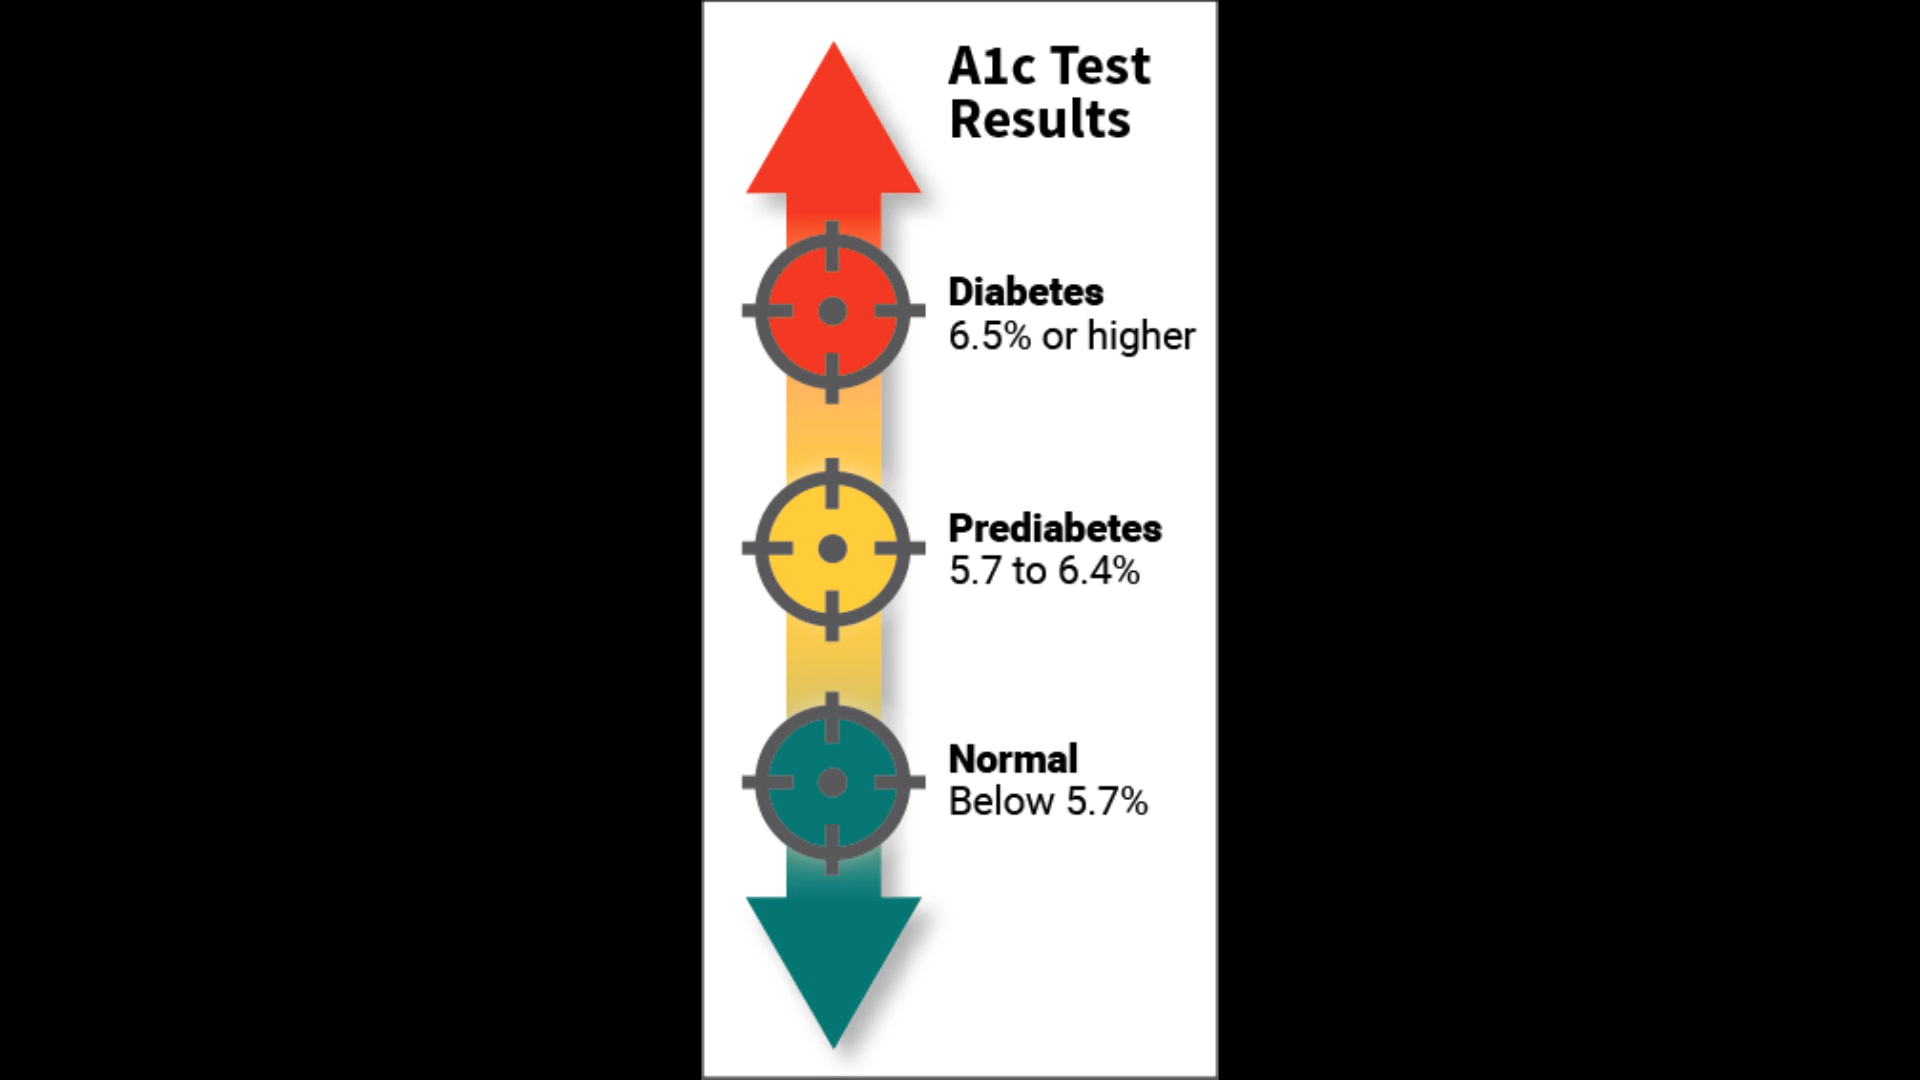 A1c Test
Results
Diabetes
6.5% or higher
Prediabetes
5.7 to 6.4%
Normal
Below 5.7%